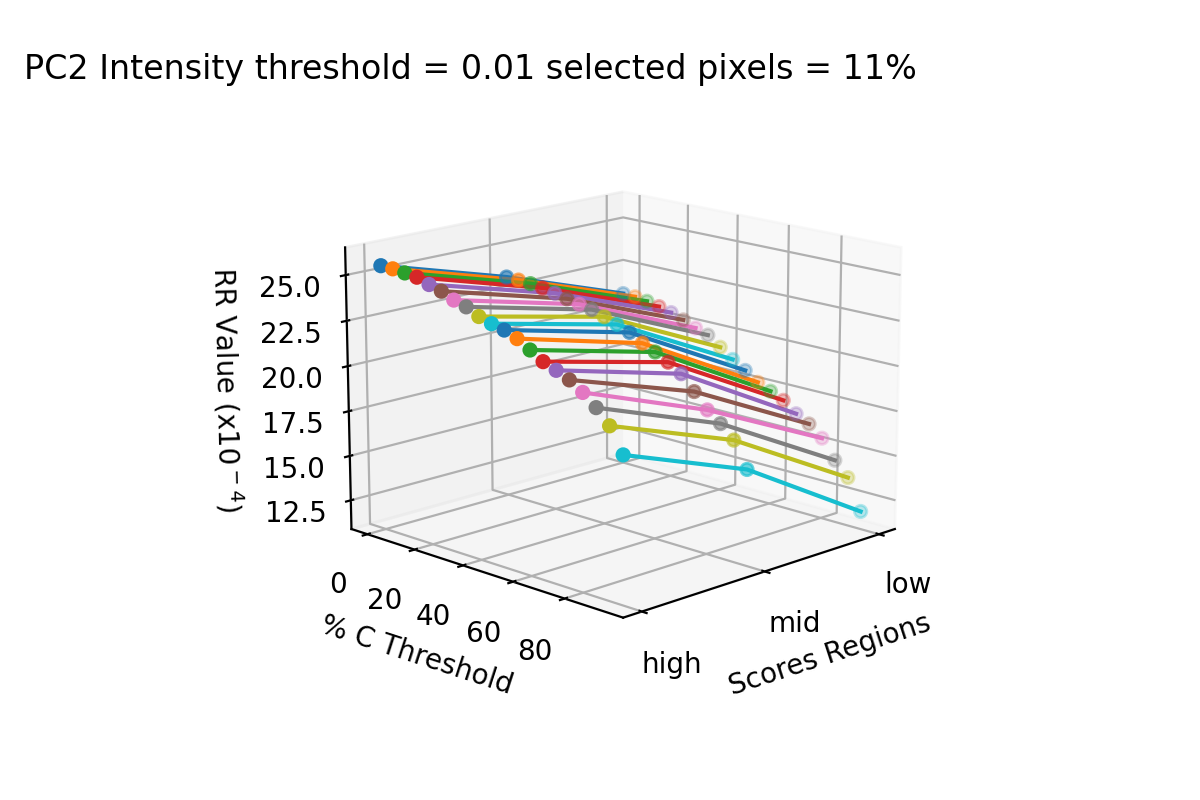 PC2 Intensity threshold = 0.01 selected pixels = 11%
25.0
22.5
20.0
17.5
15.0
12.5
RR Value (x10⁻⁴)
0
20
40
60
80
% C Threshold
high
mid
low
Scores Regions